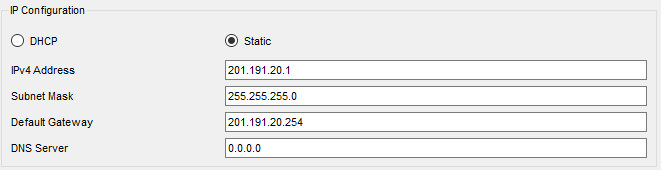 IP Configuration
DHCP Static
IPv4 Address 201.191.20.1
Subnet Mask 255.255.255.0
Default Gateway 201.191.20.254
DNS Server 0.0.0.0